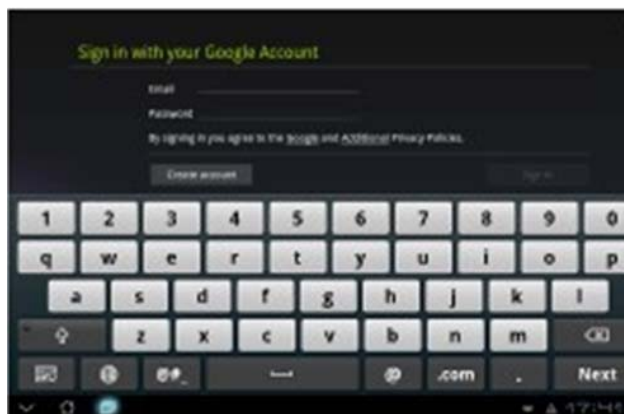 Sign in with your Google Account
Email
Password
By signing in you agree to the Google and Additional Privacy Policies.
Create account Sign in
1 2 3 4 5 6 7 8 9 0
q w e r t y u i o p
a s d f g h j k l
z x c v b n m
@#_ @ .com . Next